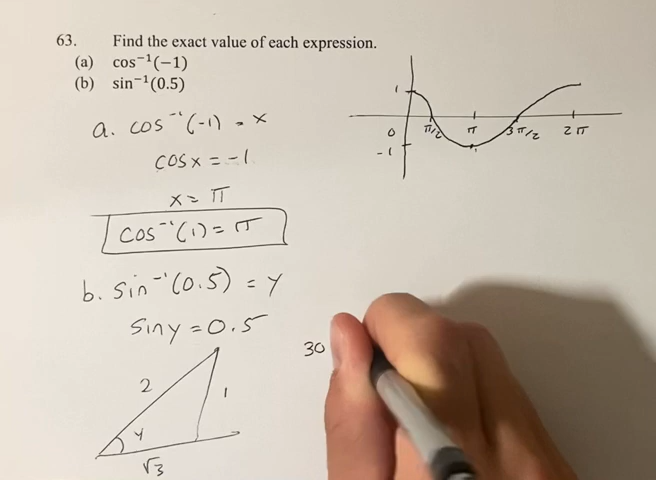 63. Find the exact value of each expression.
(a) cos⁻¹(−1)
(b) sin⁻¹(0.5)
a. cos⁻¹(-1) = x
cos x = -1
x = π
cos⁻¹(1) = π
b. sin⁻¹(0.5) = y
sin y = 0.5
2
1
y
√3
30
1
0 π/2 π 3π/2 2π
-1